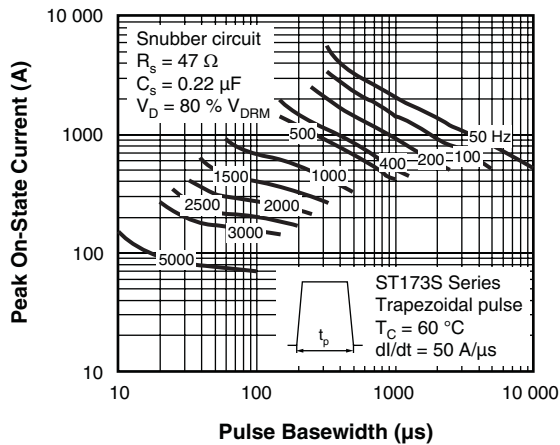 10 000
Snubber circuit
Rs = 47 Ω
Cs = 0.22 µF
VD = 80 % VDRM
1000
100
10
Peak On-State Current (A)
50 Hz
500
400
200
100
1000
1500
2500
2000
3000
5000
ST173S Series
Trapezoidal pulse
TC = 60 °C
dI/dt = 50 A/µs
tp
10
100
1000
10 000
Pulse Basewidth (µs)